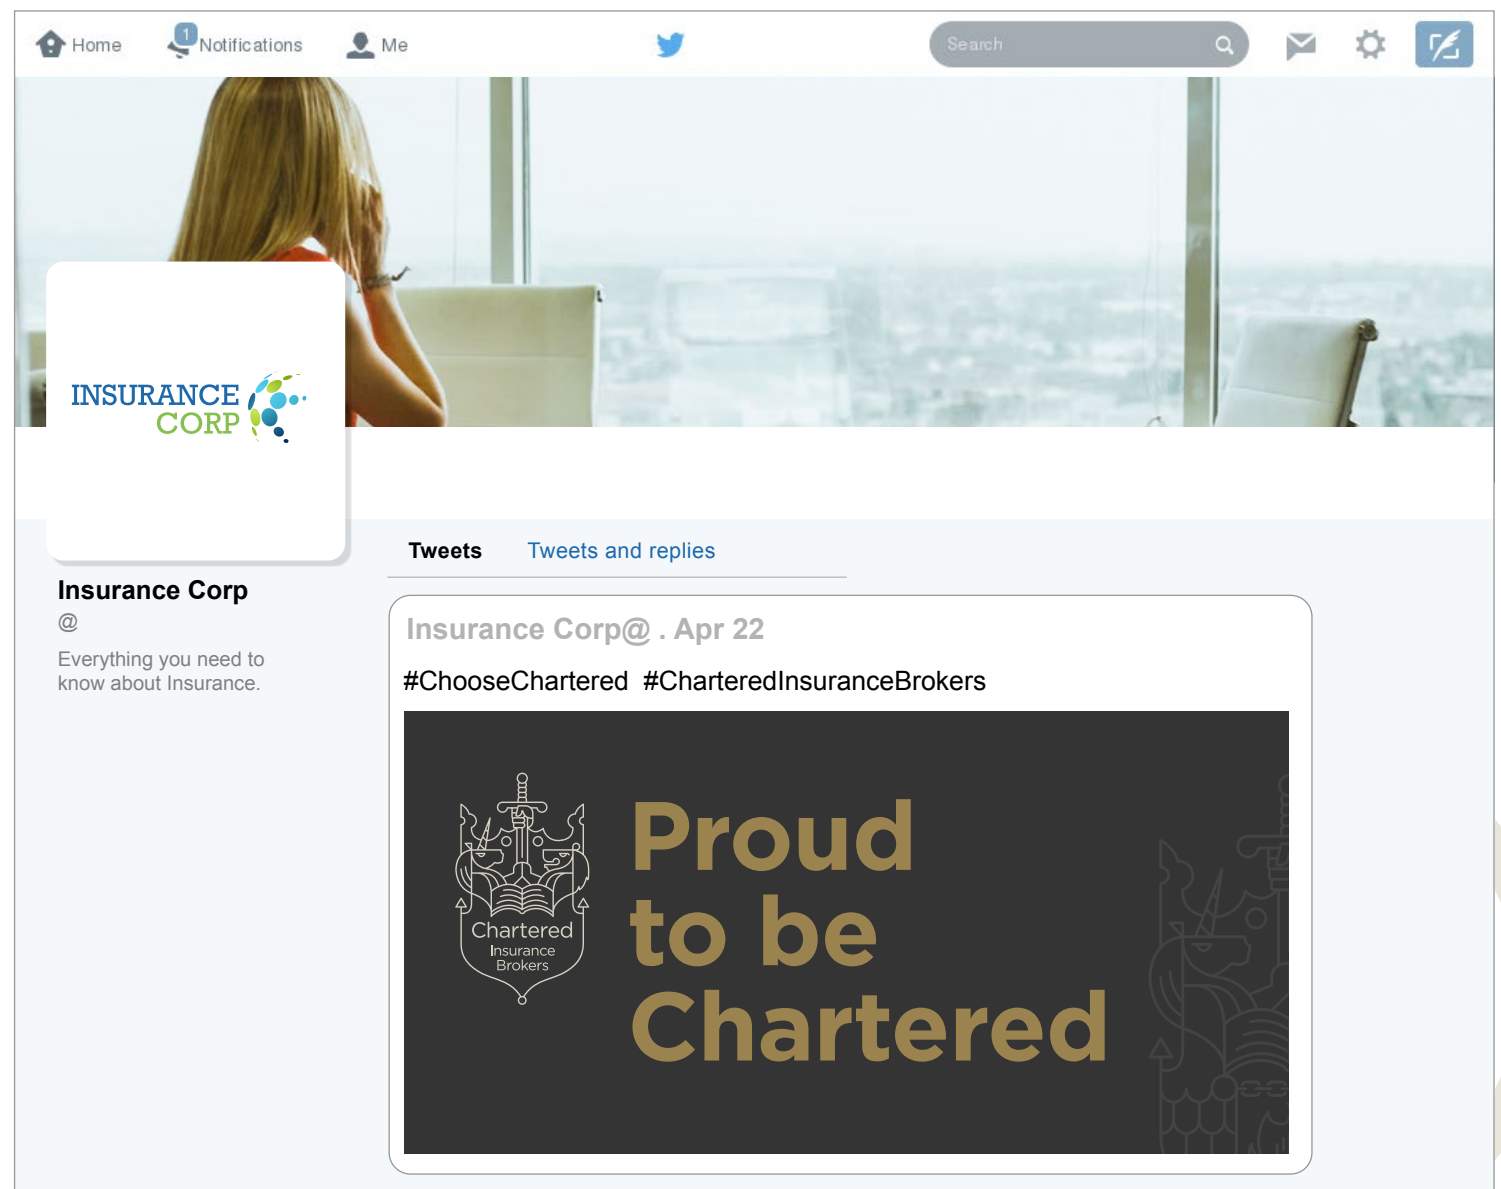 Home
1
Notifications
Me
Search
INSURANCE
CORP
Tweets
Tweets and replies
Insurance Corp
@
Everything you need to
know about Insurance.
Insurance Corp@ . Apr 22
#ChooseChartered #CharteredInsuranceBrokers
Chartered
Insurance
Brokers
Proud
to be
Chartered